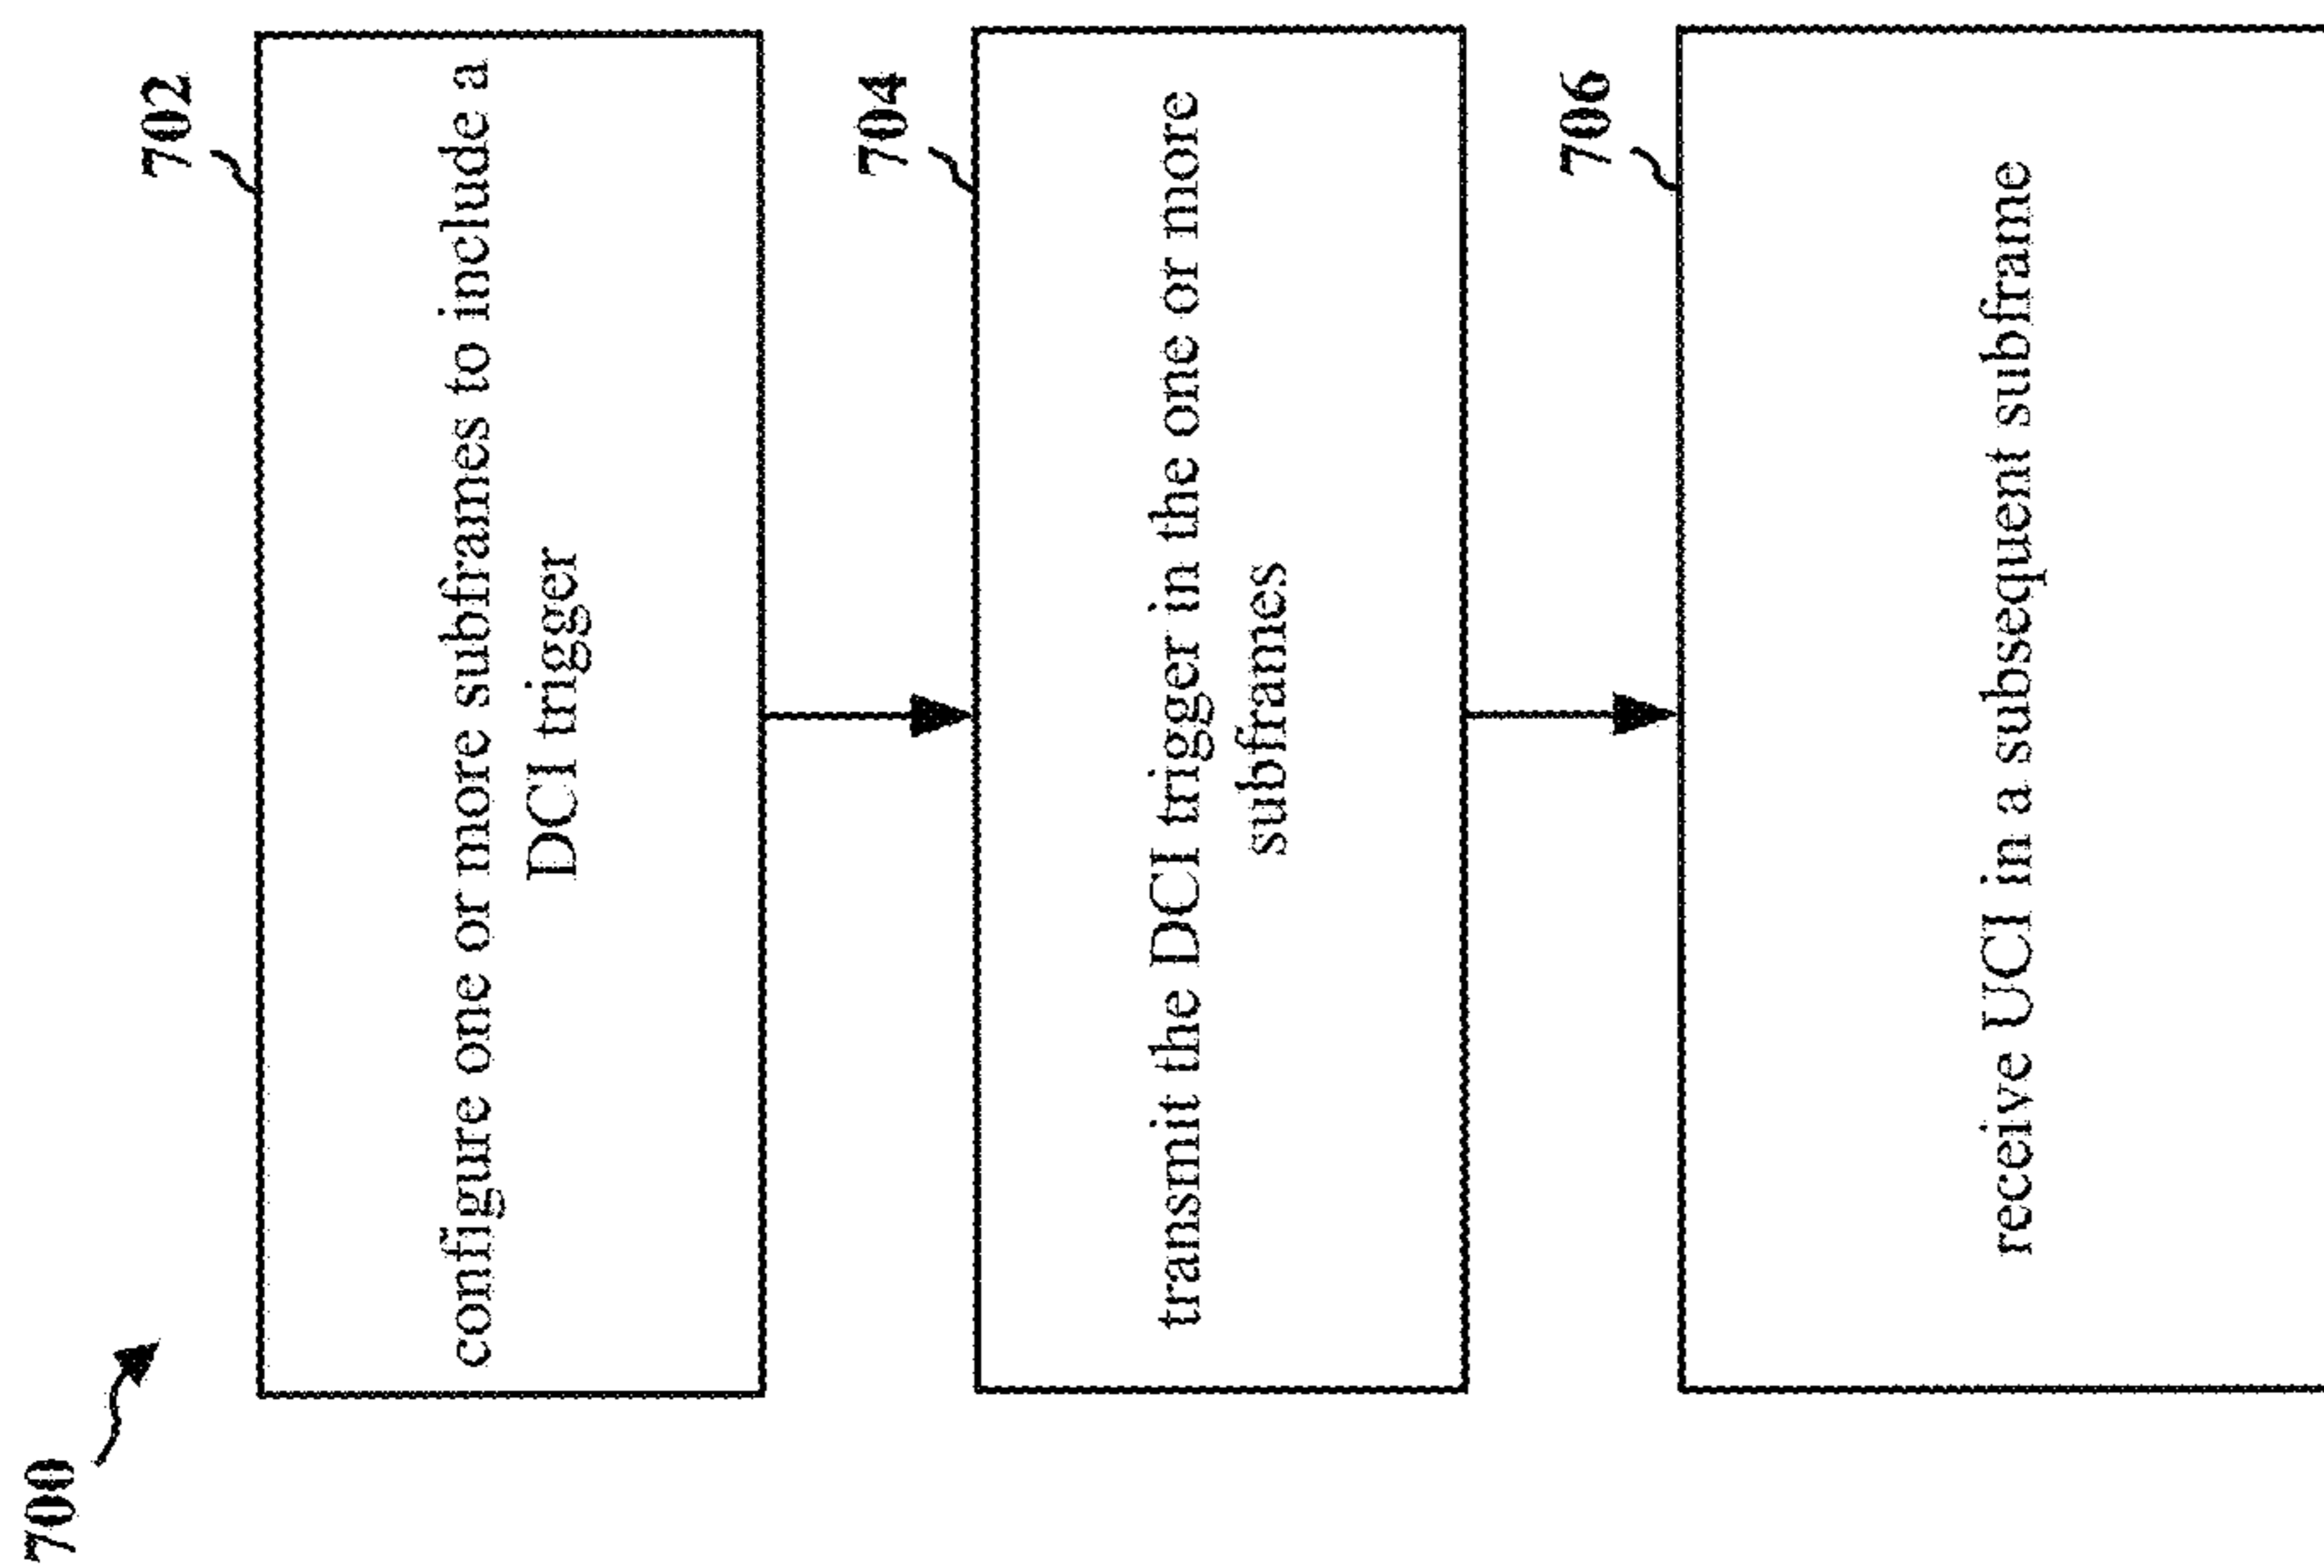 700
702
configure one or more subframes to include a
DCI trigger
704
transmit the DCI trigger in the one or more
subframes
706
receive UCI in a subsequent subframe